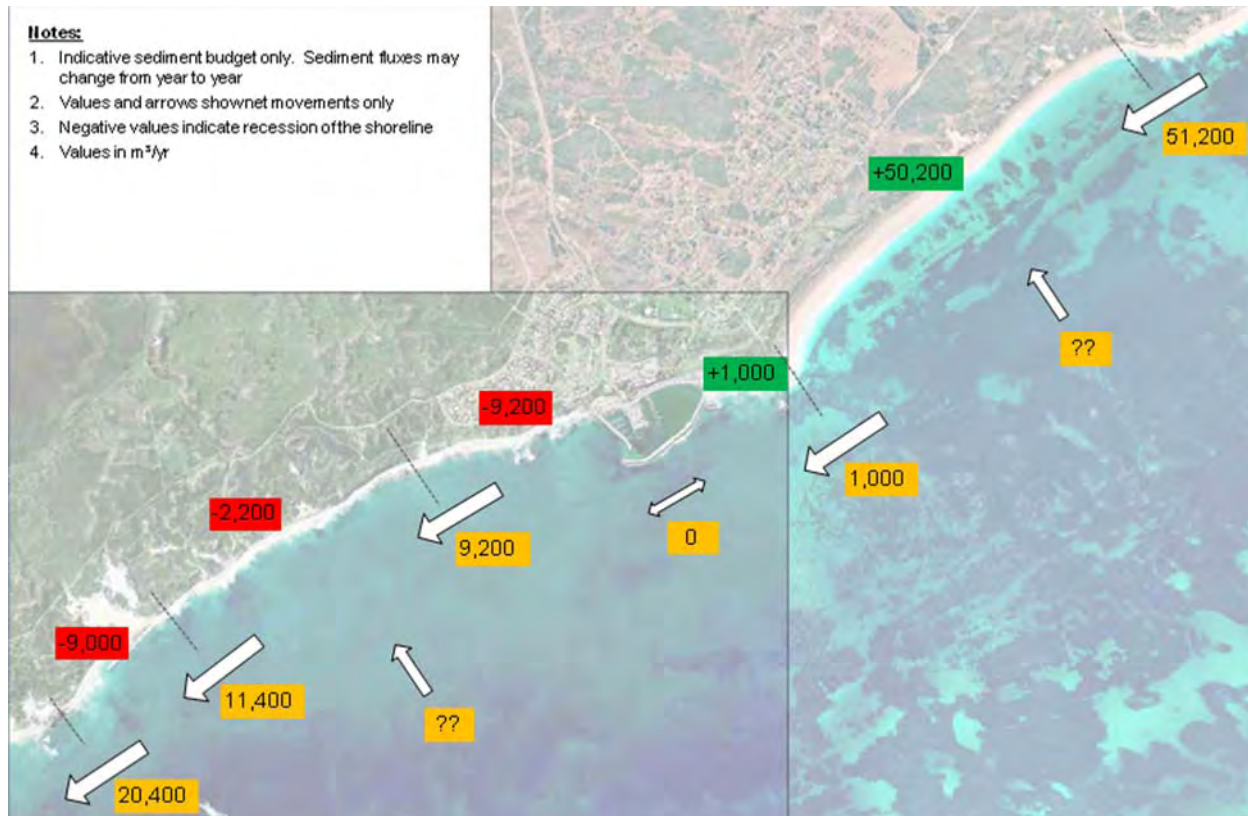 Notes:
1. Indicative sediment budget only. Sediment fluxes may
change from year to year
2. Values and arrows shownet movements only
3. Negative values indicate recession of the shoreline
4. Values in m³/yr
51,200
+50,200
??
+1,000
-9,200
1,000
-2,200
9,200
0
-9,000
11,400
??
20,400